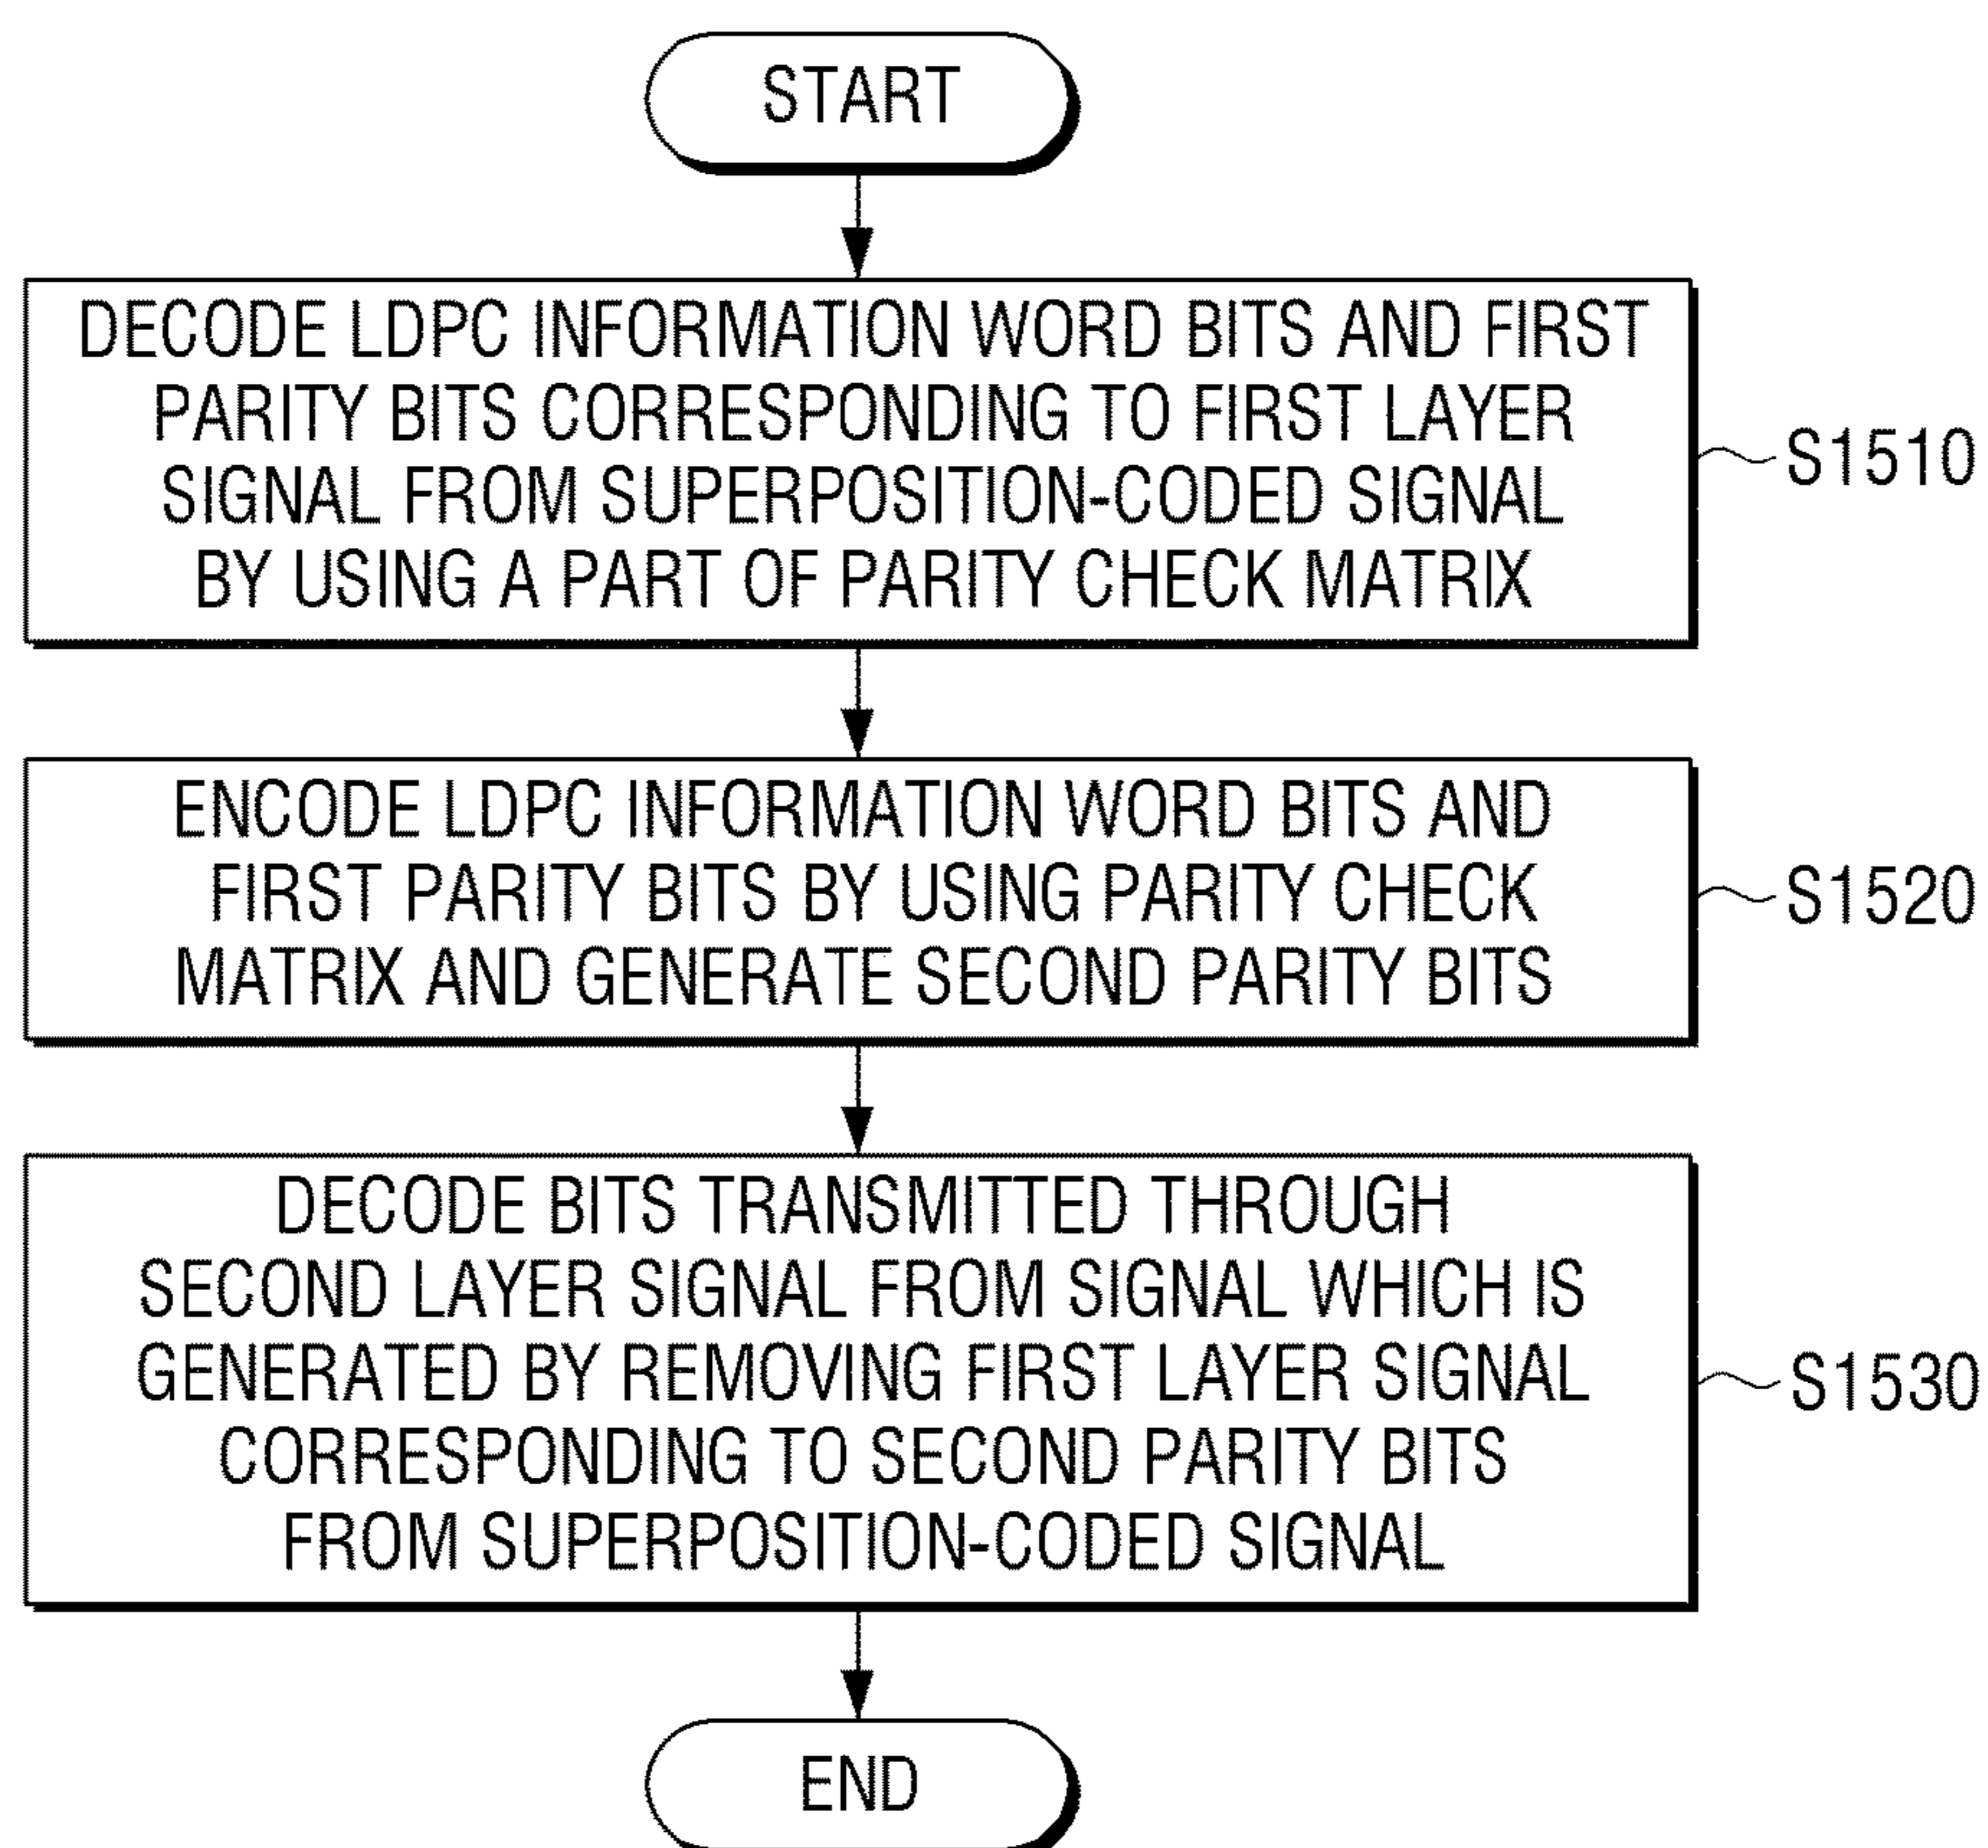 START
DECODE LDPC INFORMATION WORD BITS AND FIRST
PARITY BITS CORRESPONDING TO FIRST LAYER
SIGNAL FROM SUPERPOSITION-CODED SIGNAL
BY USING A PART OF PARITY CHECK MATRIX
S1510
ENCODE LDPC INFORMATION WORD BITS AND
FIRST PARITY BITS BY USING PARITY CHECK
MATRIX AND GENERATE SECOND PARITY BITS
S1520
DECODE BITS TRANSMITTED THROUGH
SECOND LAYER SIGNAL FROM SIGNAL WHICH IS
GENERATED BY REMOVING FIRST LAYER SIGNAL
CORRESPONDING TO SECOND PARITY BITS
FROM SUPERPOSITION-CODED SIGNAL
S1530
END